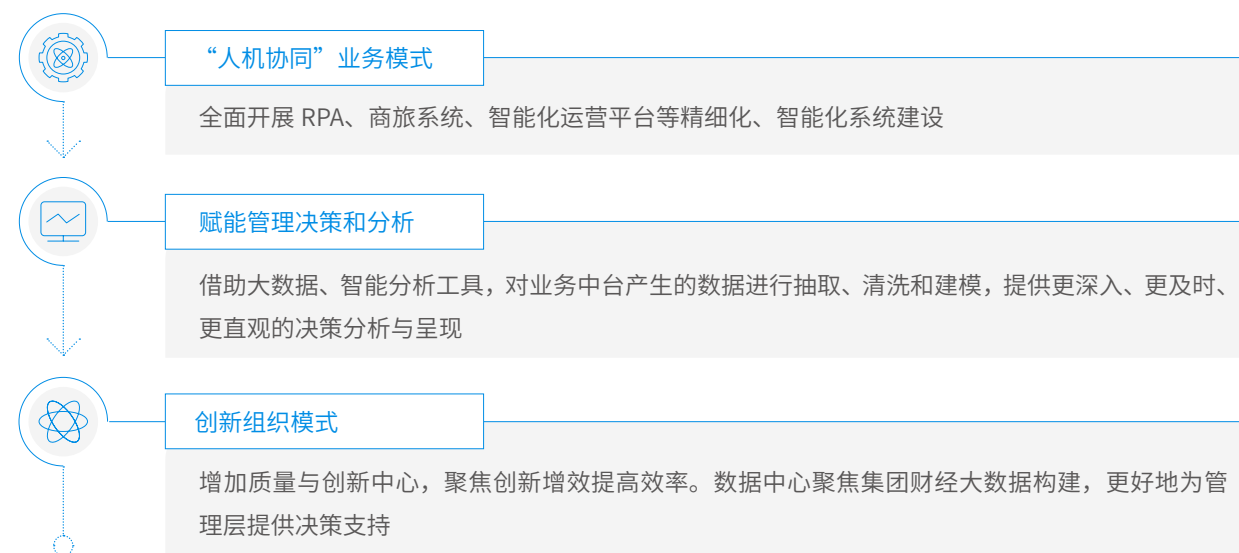 “人机协同”业务模式
全面开展 RPA、商旅系统、智能化运营平台等精细化、智能化系统建设
赋能管理决策和分析
借助大数据、智能分析工具，对业务中台产生的数据进行抽取、清洗和建模，提供更深入、更及时、
更直观的决策分析与呈现
创新组织模式
增加质量与创新中心，聚焦创新增效提高效率。数据中心聚焦集团财经大数据构建，更好地为管
理层提供决策支持